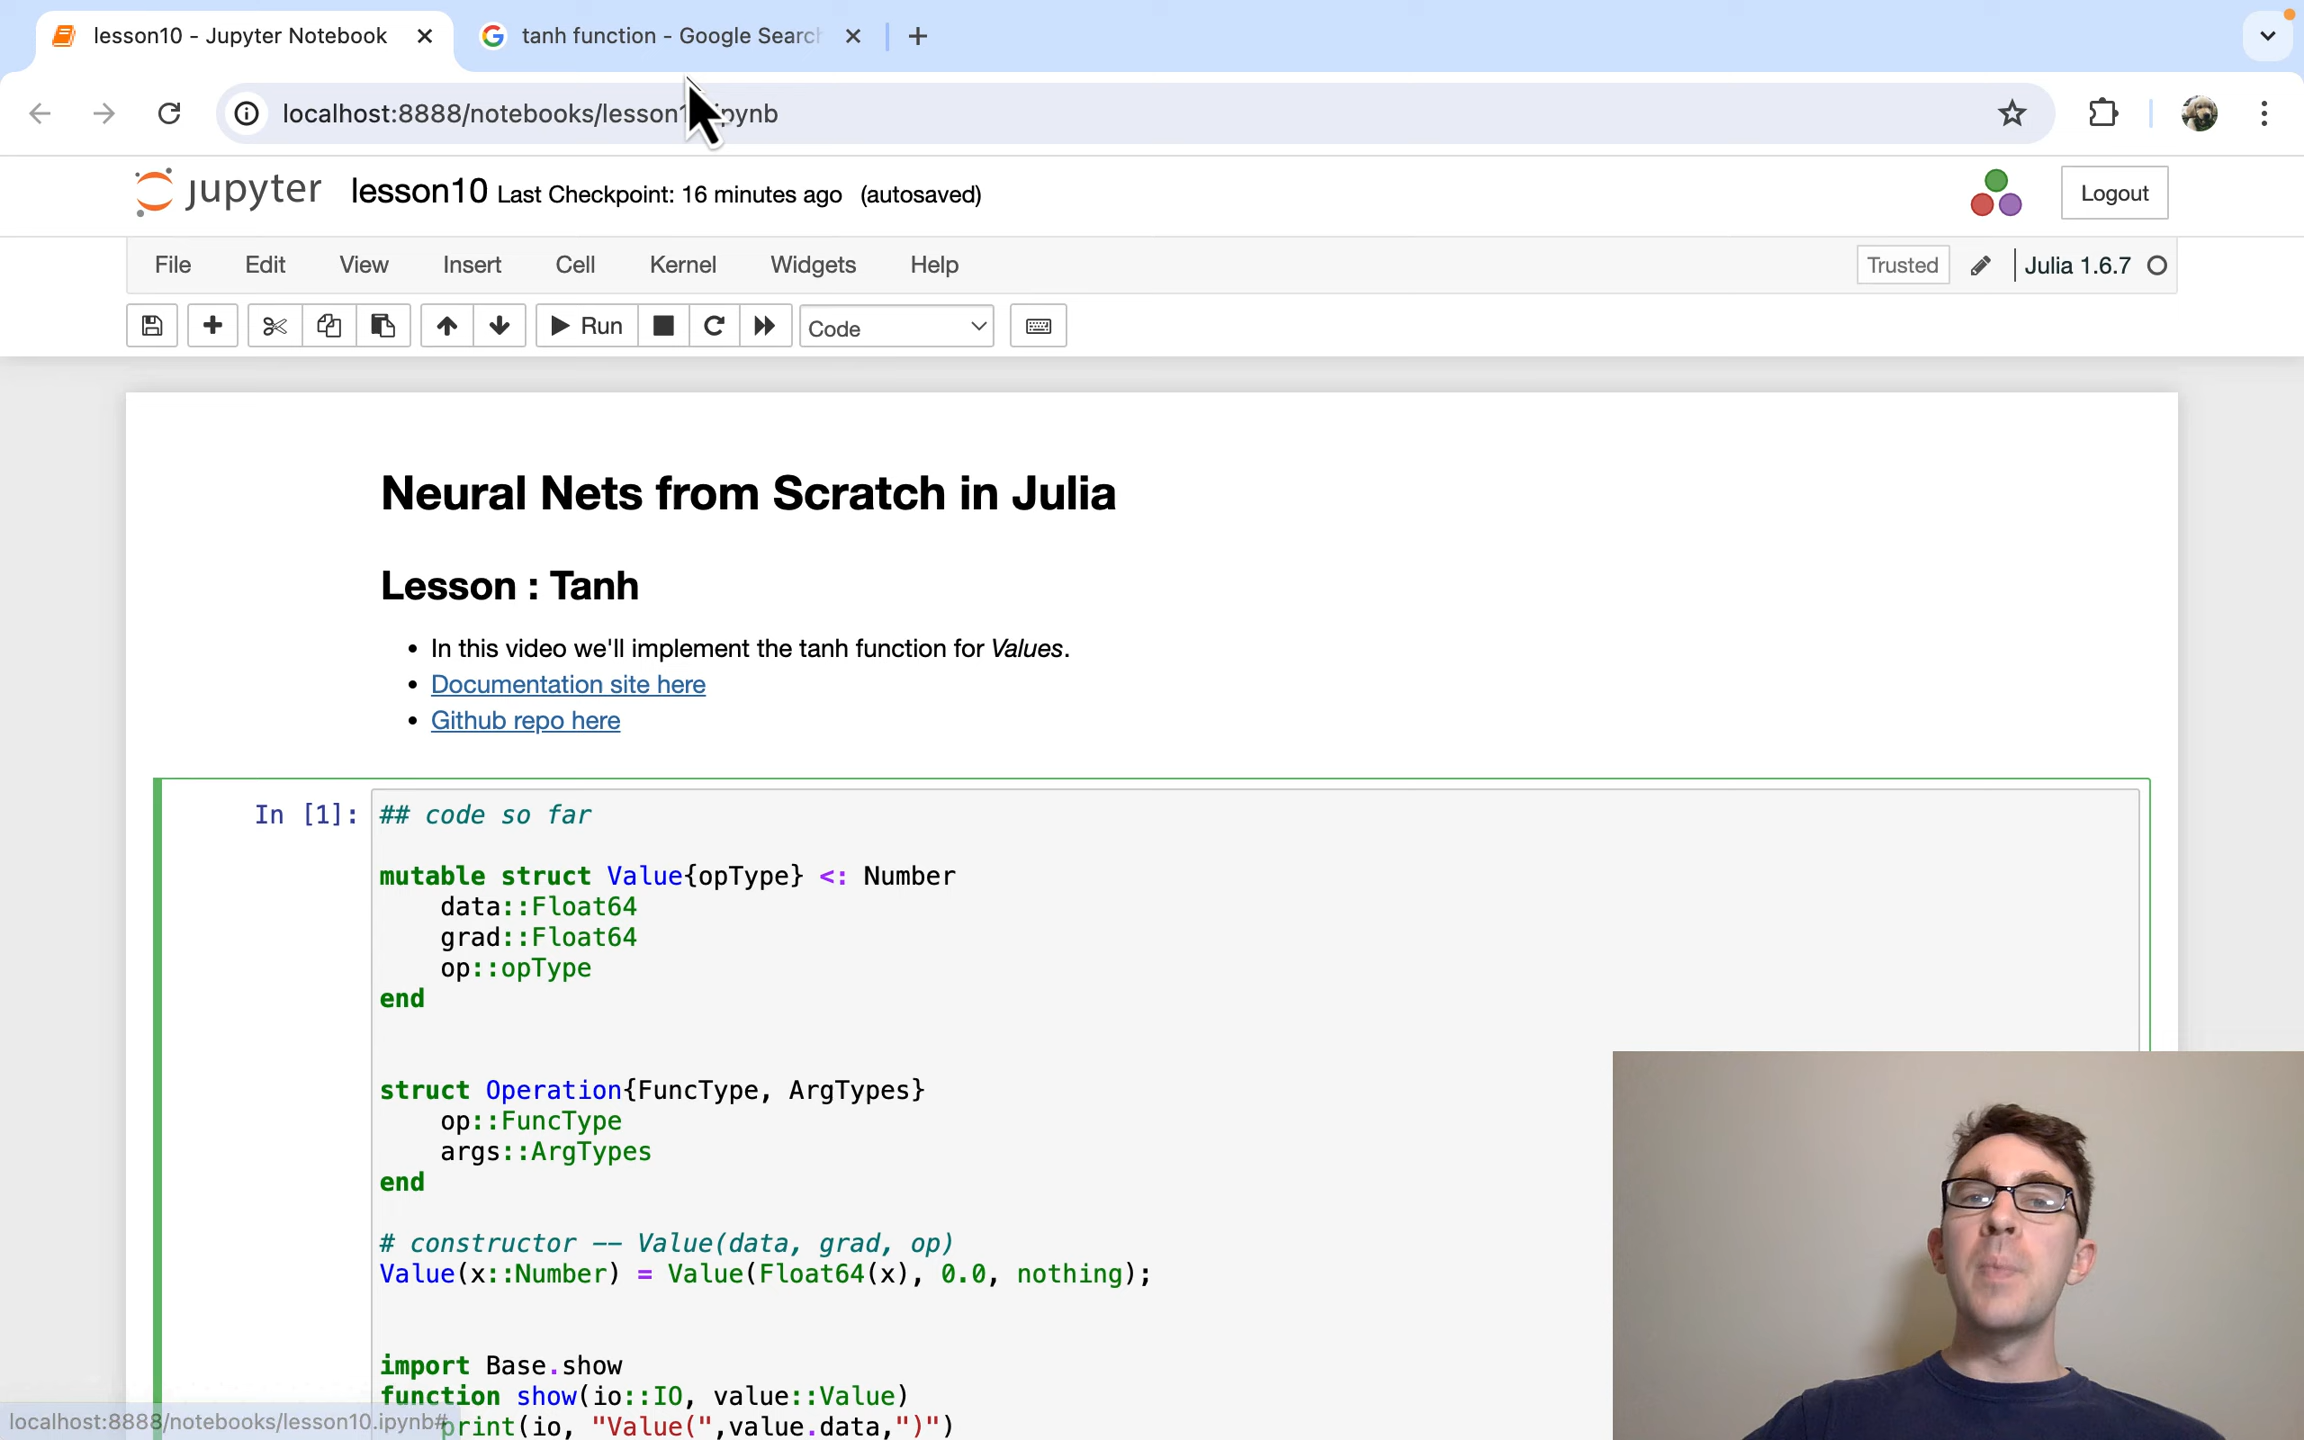 lesson10 - Jupyter Notebook
tanh function - Google Search
localhost:8888/notebooks/lesson1 ipynb
jupyter lesson10 Last Checkpoint: 16 minutes ago (autosaved)
Logout
File Edit View Insert Cell Kernel Widgets Help
Trusted
Julia 1.6.7
Run
Code
Neural Nets from Scratch in Julia
Lesson : Tanh
• In this video we'll implement the tanh function for Values.
• Documentation site here
• Github repo here
In [1]:
## code so far
mutable struct Value{opType} <: Number
data::Float64
grad::Float64
op::opType
end
struct Operation{FuncType, ArgTypes}
op::FuncType
args::ArgTypes
end
# constructor -- Value(data, grad, op)
Value(x::Number) = Value(Float64(x), 0.0, nothing);
import Base.show
function show(io::IO, value::Value)
print(io, "Value(",value.data,")")
localhost:8888/notebooks/lesson10.ipynb#